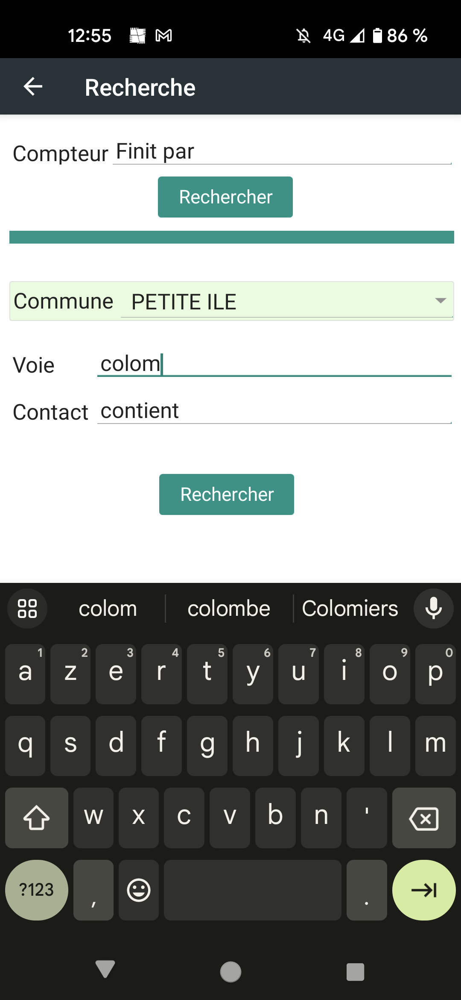 12:55 4G 86 %
Recherche
Compteur Finit par
Rechercher
Commune PETITE ILE
Voie colom
Contact contient
Rechercher
colom colombe Colomiers
a 1 z 2 e 3 r 4 t 5 y 6 u 7 i 8 o 9 p 0
q s d f g h j k l m
w x c v b n '
?123 , .